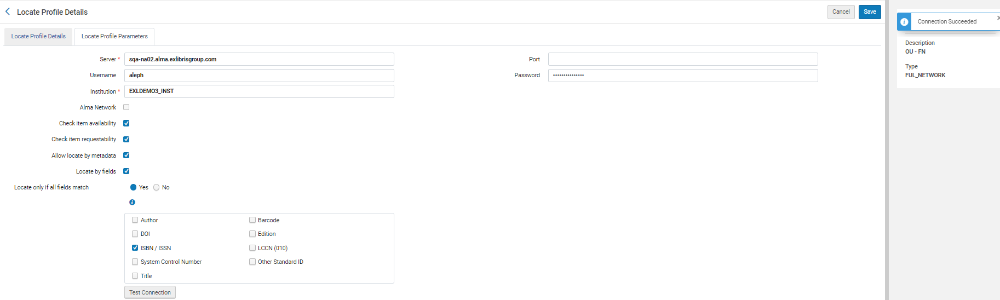 Locate Profile Details
Cancel
Save
Connection Succeeded
Locate Profile Details
Locate Profile Parameters
Description
OU - FN
Type
FUL_NETWORK
Server * sqa-na02.alma.exlibrisgroup.com
Port
Username aleph
Password ···············
Institution * EXLDEMO3_INST
Alma Network
Check item availability
Check item requestability
Allow locate by metadata
Locate by fields
Locate only if all fields match Yes No
Author Barcode
DOI Edition
ISBN / ISSN LCCN (010)
System Control Number Other Standard ID
Title
Test Connection